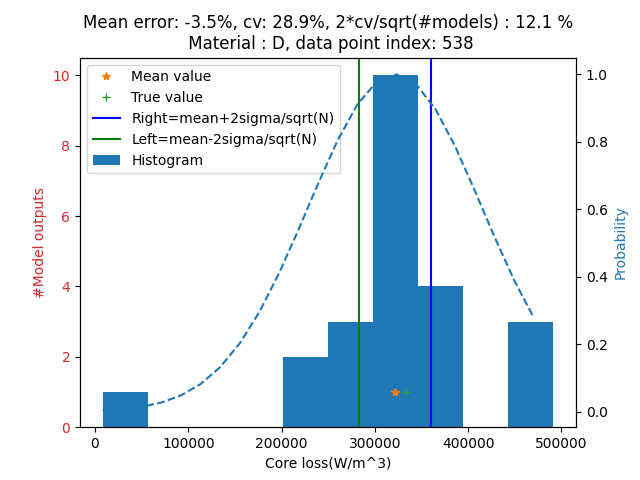 Mean error: -3.5%, cv: 28.9%, 2*cv/sqrt(#models) : 12.1 %
Material : D, data point index: 538
Mean value
True value
Right=mean+2sigma/sqrt(N)
Left=mean-2sigma/sqrt(N)
Histogram
#Model outputs
10
8
6
4
2
0
1.0
0.8
0.6
0.4
0.2
0.0
Probability
0 100000 200000 300000 400000 500000
Core loss(W/m^3)